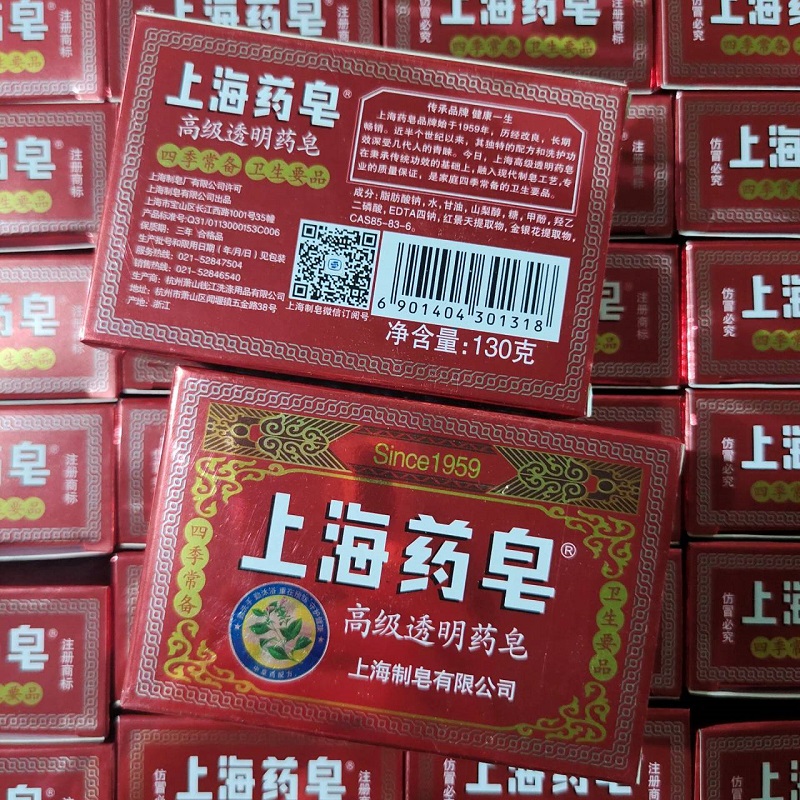 上海药皂®
高级透明药皂
四季常备 卫生要品
上海制皂厂有限公司许可
上海制皂有限公司出品
上海市宝山区长江西路1001号35幢
产品标准号:Q31/0113000153C006
保质期：三年 合格品
生产批号和限用日期（年/月/日）见包装
服务热线：021-52847504
销售热线：021-52846540
生产商：杭州萧山钱江洗涤用品有限公司
地址：杭州市萧山区闻堰镇五金路38号
产地:浙江
传承品牌 健康一生
上海药皂品牌始于1959年，历经改良，长期
畅销。近半个世纪以来，其独特的配方和洗护功
效深受几代人的青睐。今日，上海高级透明药皂
在秉承传统功效的基础上，融入现代制皂工艺，专
业的质量保证，是家庭四季常备的卫生要品。
成分：脂肪酸钠，水，甘油，山梨醇，糖，甲酚，羟乙
二磷酸，EDTA四钠，红景天提取物，金银花提取物，
CAS85-83-6。
上海制皂微信订阅号
6 901404 301318
净含量:130克
Since1959
上海药皂®
四季常备
高级透明药皂
卫生要品
上海制皂有限公司
注册商标
仿冒必究